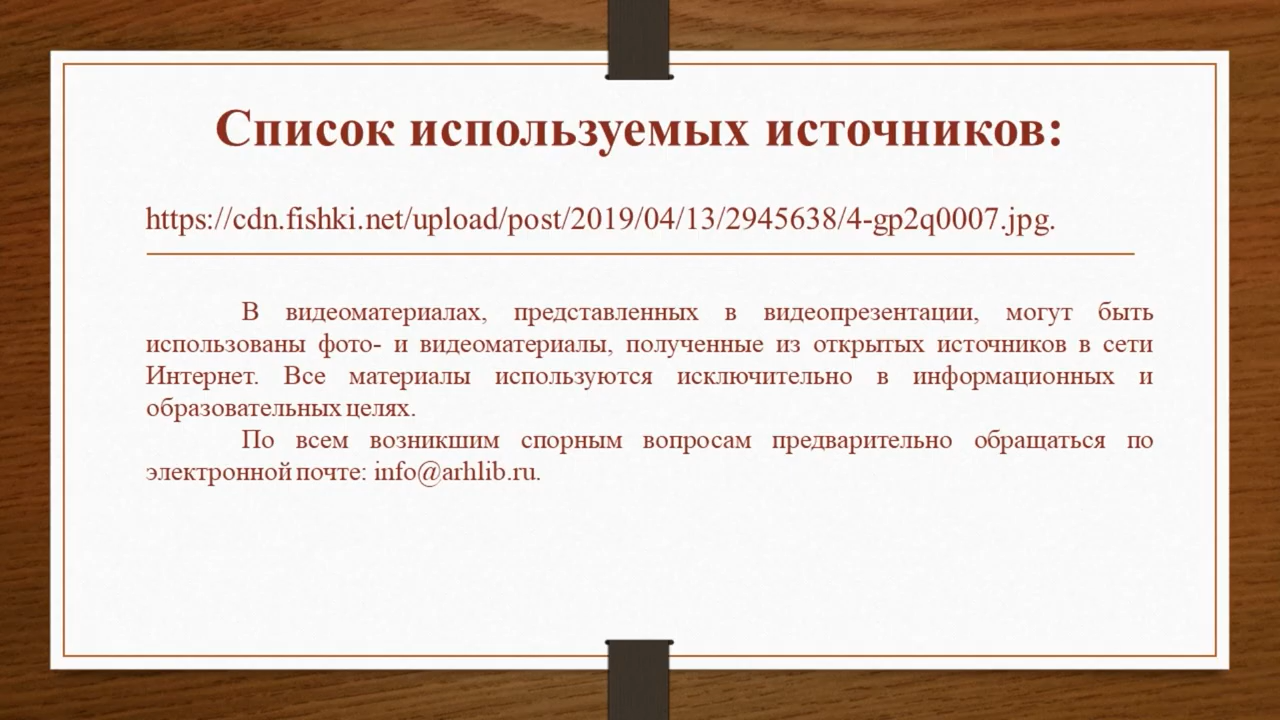 Список используемых источников:
https://cdn.fishki.net/upload/post/2019/04/13/2945638/4-gp2q0007.jpg.
В видеоматериалах, представленных в видеопрезентации, могут быть
использованы фото- и видеоматериалы, полученные из открытых источников в сети
Интернет. Все материалы используются исключительно в информационных и
образовательных целях.
По всем возникшим спорным вопросам предварительно обращаться по
электронной почте: info@arhlib.ru.